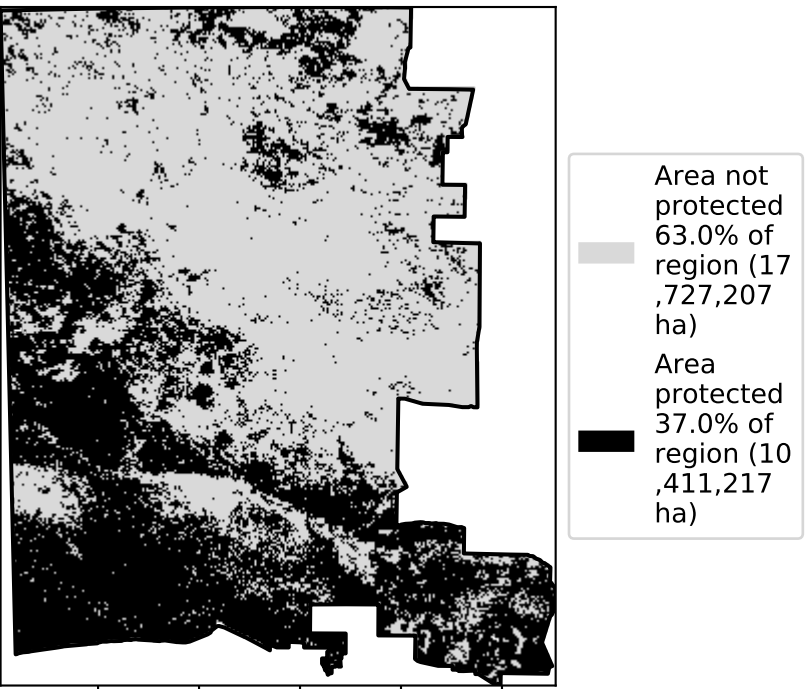 Area not
protected
63.0% of
region (17
,727,207
ha)
Area
protected
37.0% of
region (10
,411,217
ha)